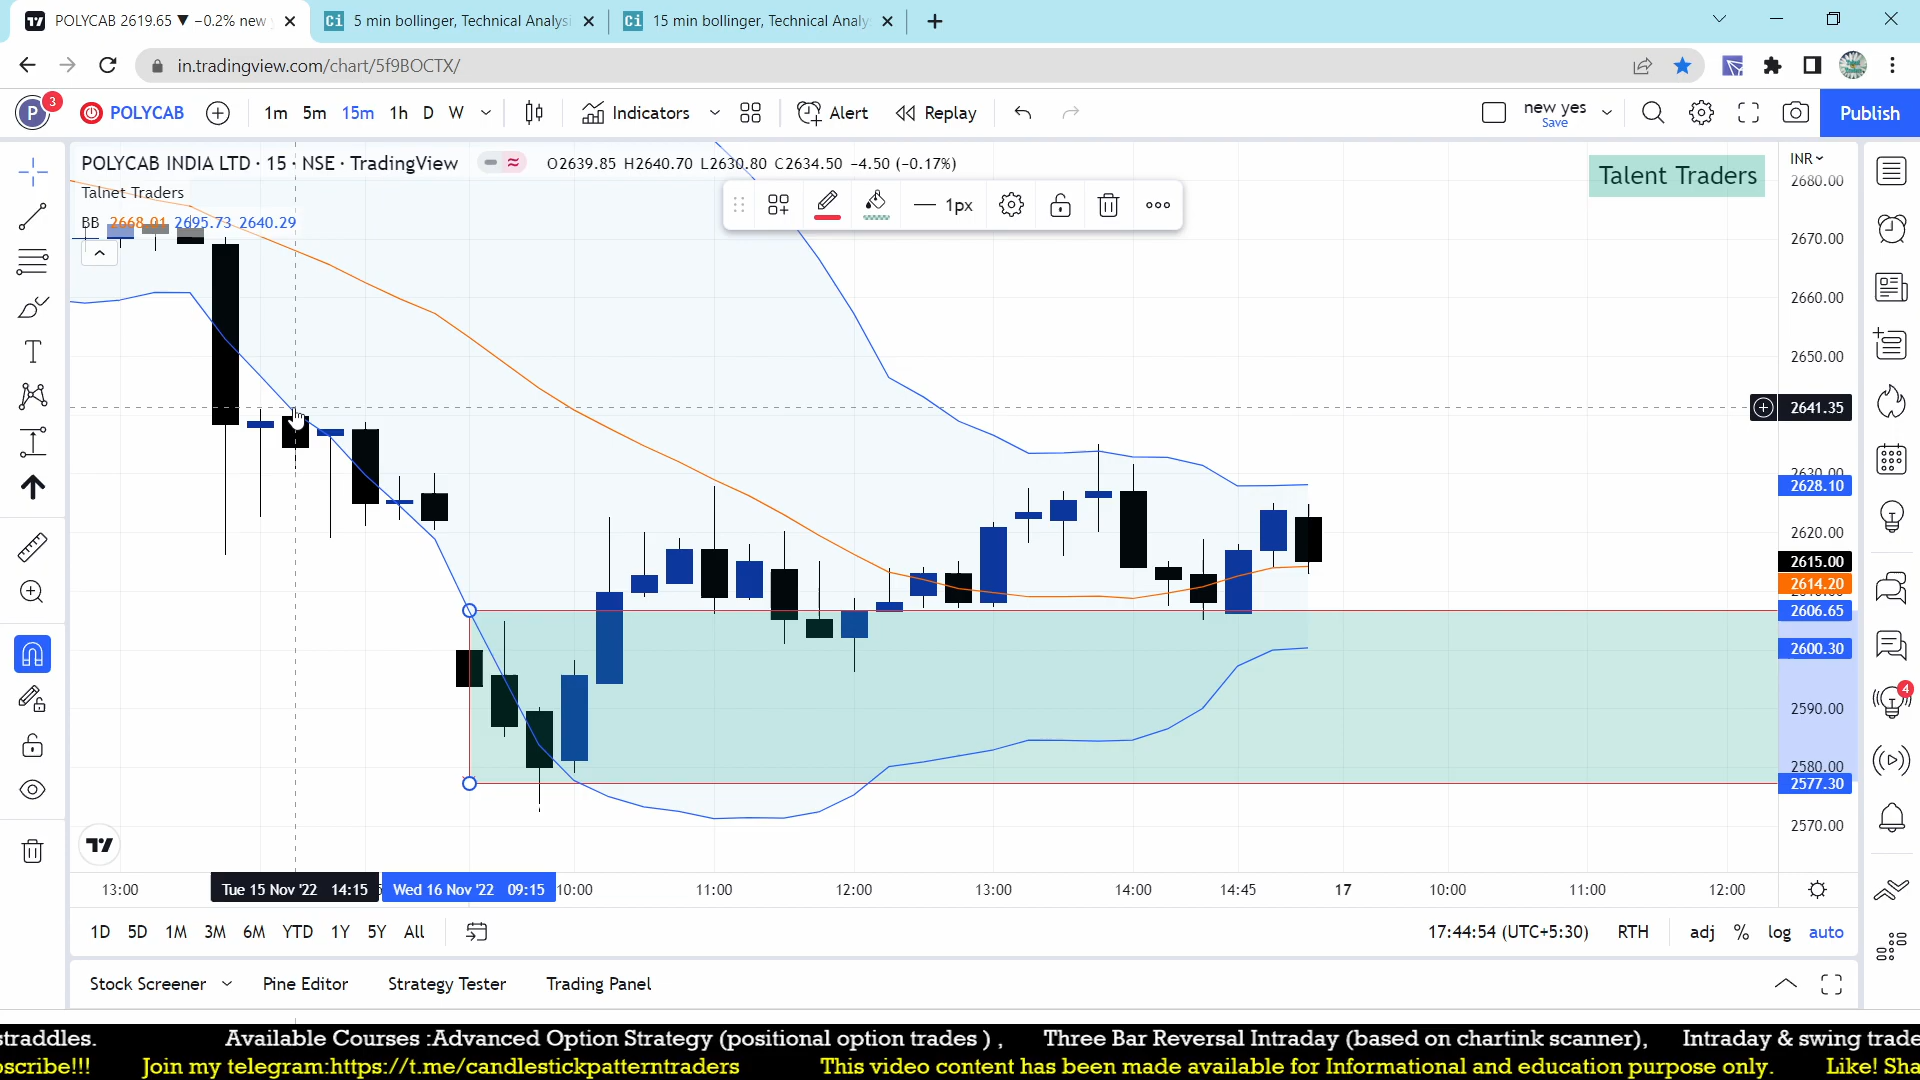 POLYCAB 2619.65 ▼ −0.2% new
5 min bollinger, Technical Analysi
15 min bollinger, Technical Analy
in.tradingview.com/chart/5f9BOCTX/
P 3 POLYCAB 1m 5m 15m 1h D W Indicators Alert Replay new yes Save Publish
POLYCAB INDIA LTD · 15 · NSE · TradingView O2639.85 H2640.70 L2630.80 C2634.50 −4.50 (−0.17%)
Talent Traders
INR
Talnet Traders
BB 2668.01 2695.73 2640.29
1px
2680.00
2670.00
2660.00
2650.00
2641.35
2630.00
2628.10
2620.00
2615.00
2614.20
2606.65
2600.30
2590.00
2580.00
2577.30
2570.00
4
13:00 Tue 15 Nov '22 14:15 Wed 16 Nov '22 09:15 10:00 11:00 12:00 13:00 14:00 14:45 17 10:00 11:00 12:00
1D 5D 1M 3M 6M YTD 1Y 5Y All 17:44:54 (UTC+5:30) RTH adj % log auto
Stock Screener Pine Editor Strategy Tester Trading Panel
straddles. Available Courses :Advanced Option Strategy (positional option trades ) , Three Bar Reversal Intraday (based on chartink scanner), Intraday & swing trade
scribe!!! Join my telegram:https://t.me/candlestickpatterntraders This video content has been made available for Informational and education purpose only. Like! Sha